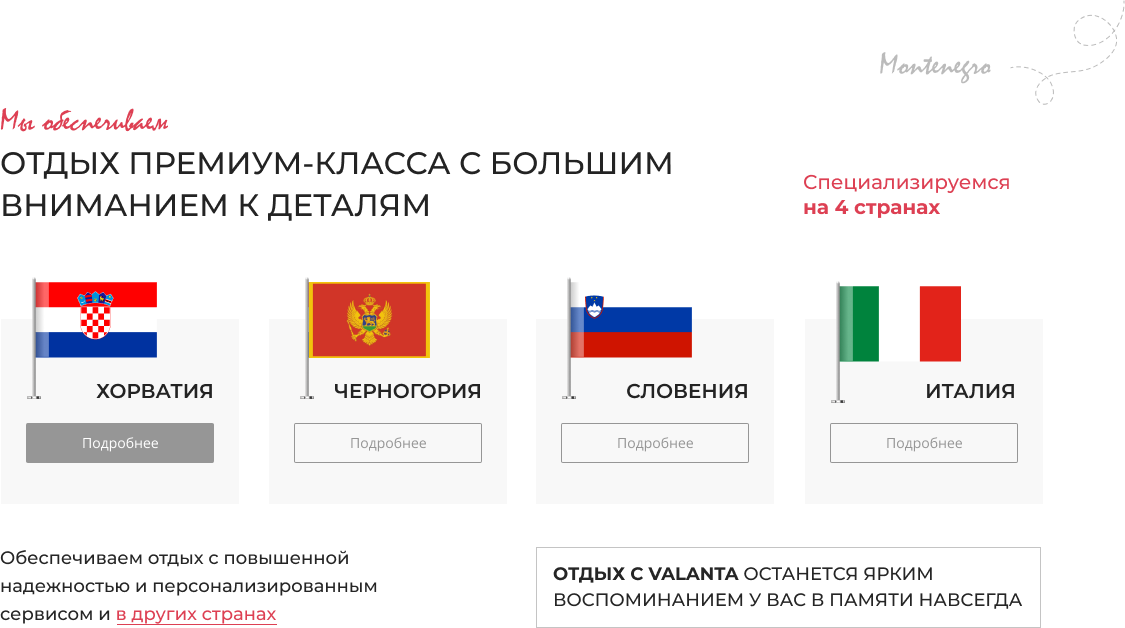 Montenegro
Мы обеспечиваем
ОТДЫХ ПРЕМИУМ-КЛАССА С БОЛЬШИМ
ВНИМАНИЕМ К ДЕТАЛЯМ
Специализируемся
на 4 странах
ХОРВАТИЯ
Подробнее
ЧЕРНОГОРИЯ
Подробнее
СЛОВЕНИЯ
Подробнее
ИТАЛИЯ
Подробнее
Обеспечиваем отдых с повышенной
надежностью и персонализированным
сервисом и в других странах
ОТДЫХ С VALANTA ОСТАНЕТСЯ ЯРКИМ
ВОСПОМИНАНИЕМ У ВАС В ПАМЯТИ НАВСЕГДА